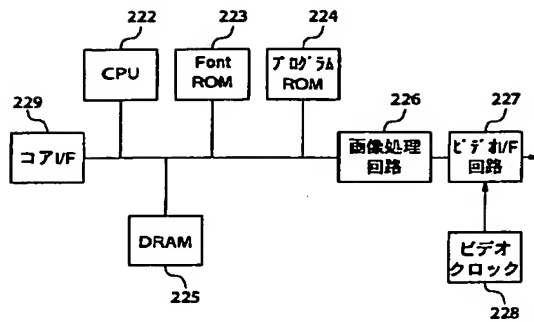 222
223
224
CPU
Font
ROM
プログラム
ROM
229
226
227
コアI/F
画像処理
回路
ビデオI/F
回路
DRAM
ビデオ
クロック
225
228